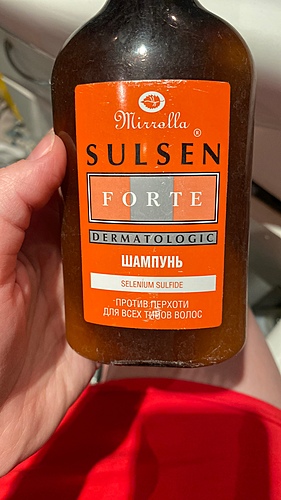 Mirrolla
®
SULSEN
FORTE
DERMATOLOGIC
ШАМПУНЬ
SELENIUM SULFIDE
ПРОТИВ ПЕРХОТИ
ДЛЯ ВСЕХ ТИПОВ ВОЛОС